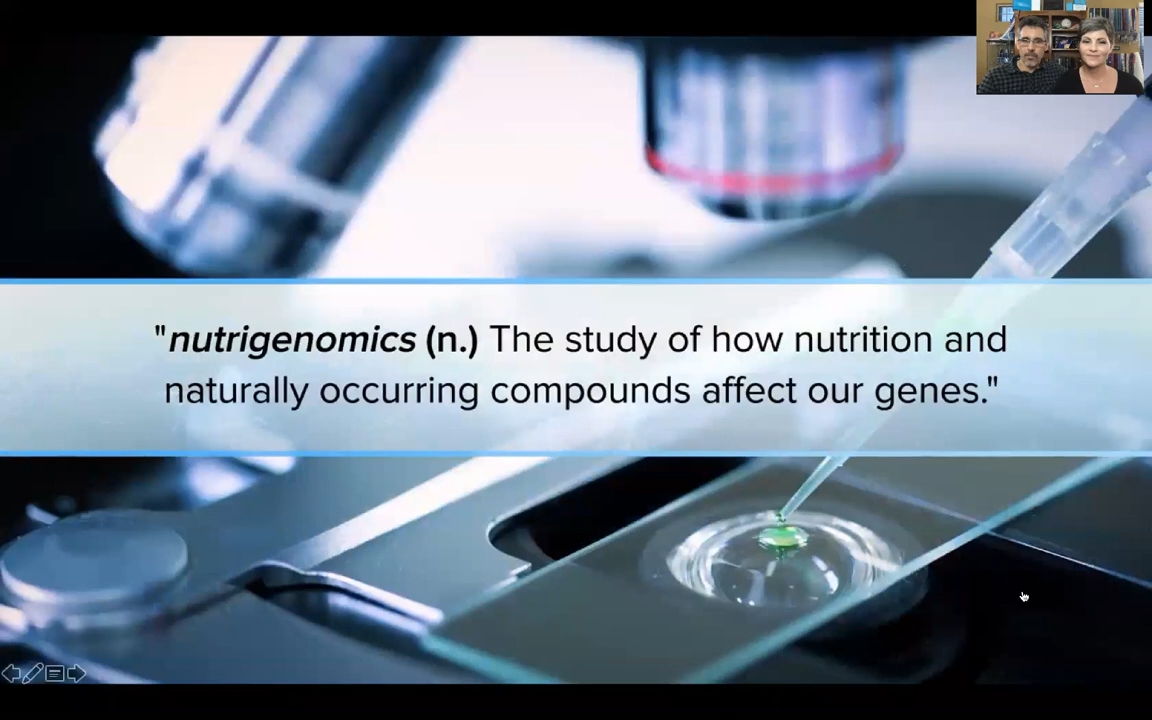 "nutrigenomics (n.) The study of how nutrition and
naturally occurring compounds affect our genes."